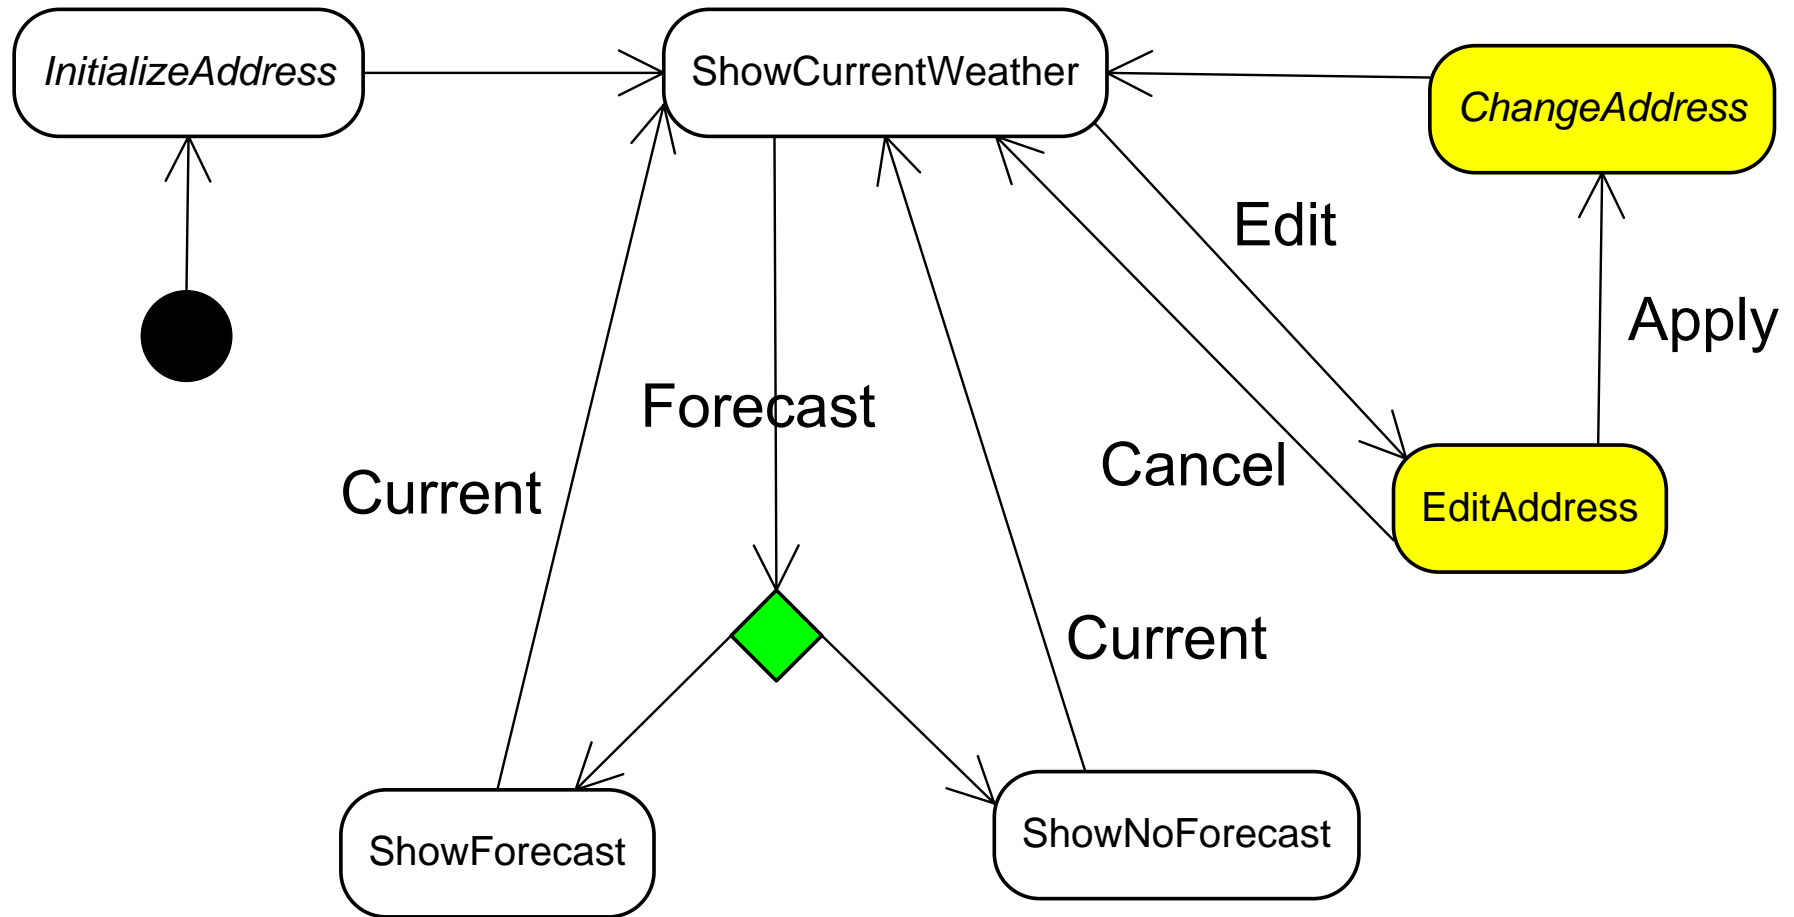 InitializeAddress
ShowCurrentWeather
ChangeAddress
Edit
Apply
Forecast
Cancel
Current
EditAddress
Current
ShowForecast
ShowNoForecast